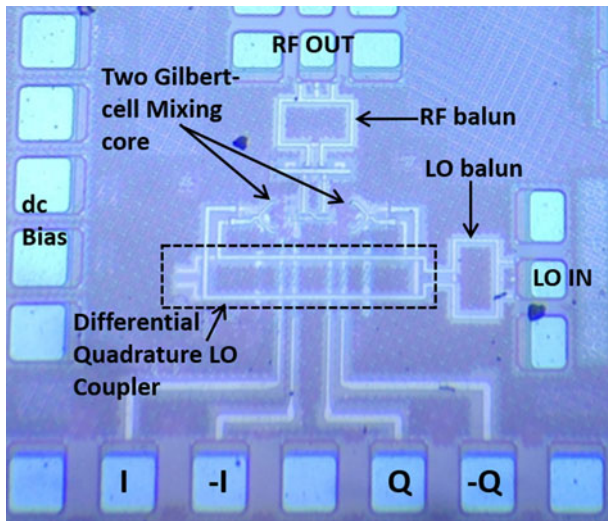 RF OUT
Two Gilbert-
cell Mixing
core
RF balun
LO balun
dc
Bias
LO IN
Differential
Quadrature LO
Coupler
I
-I
Q
-Q